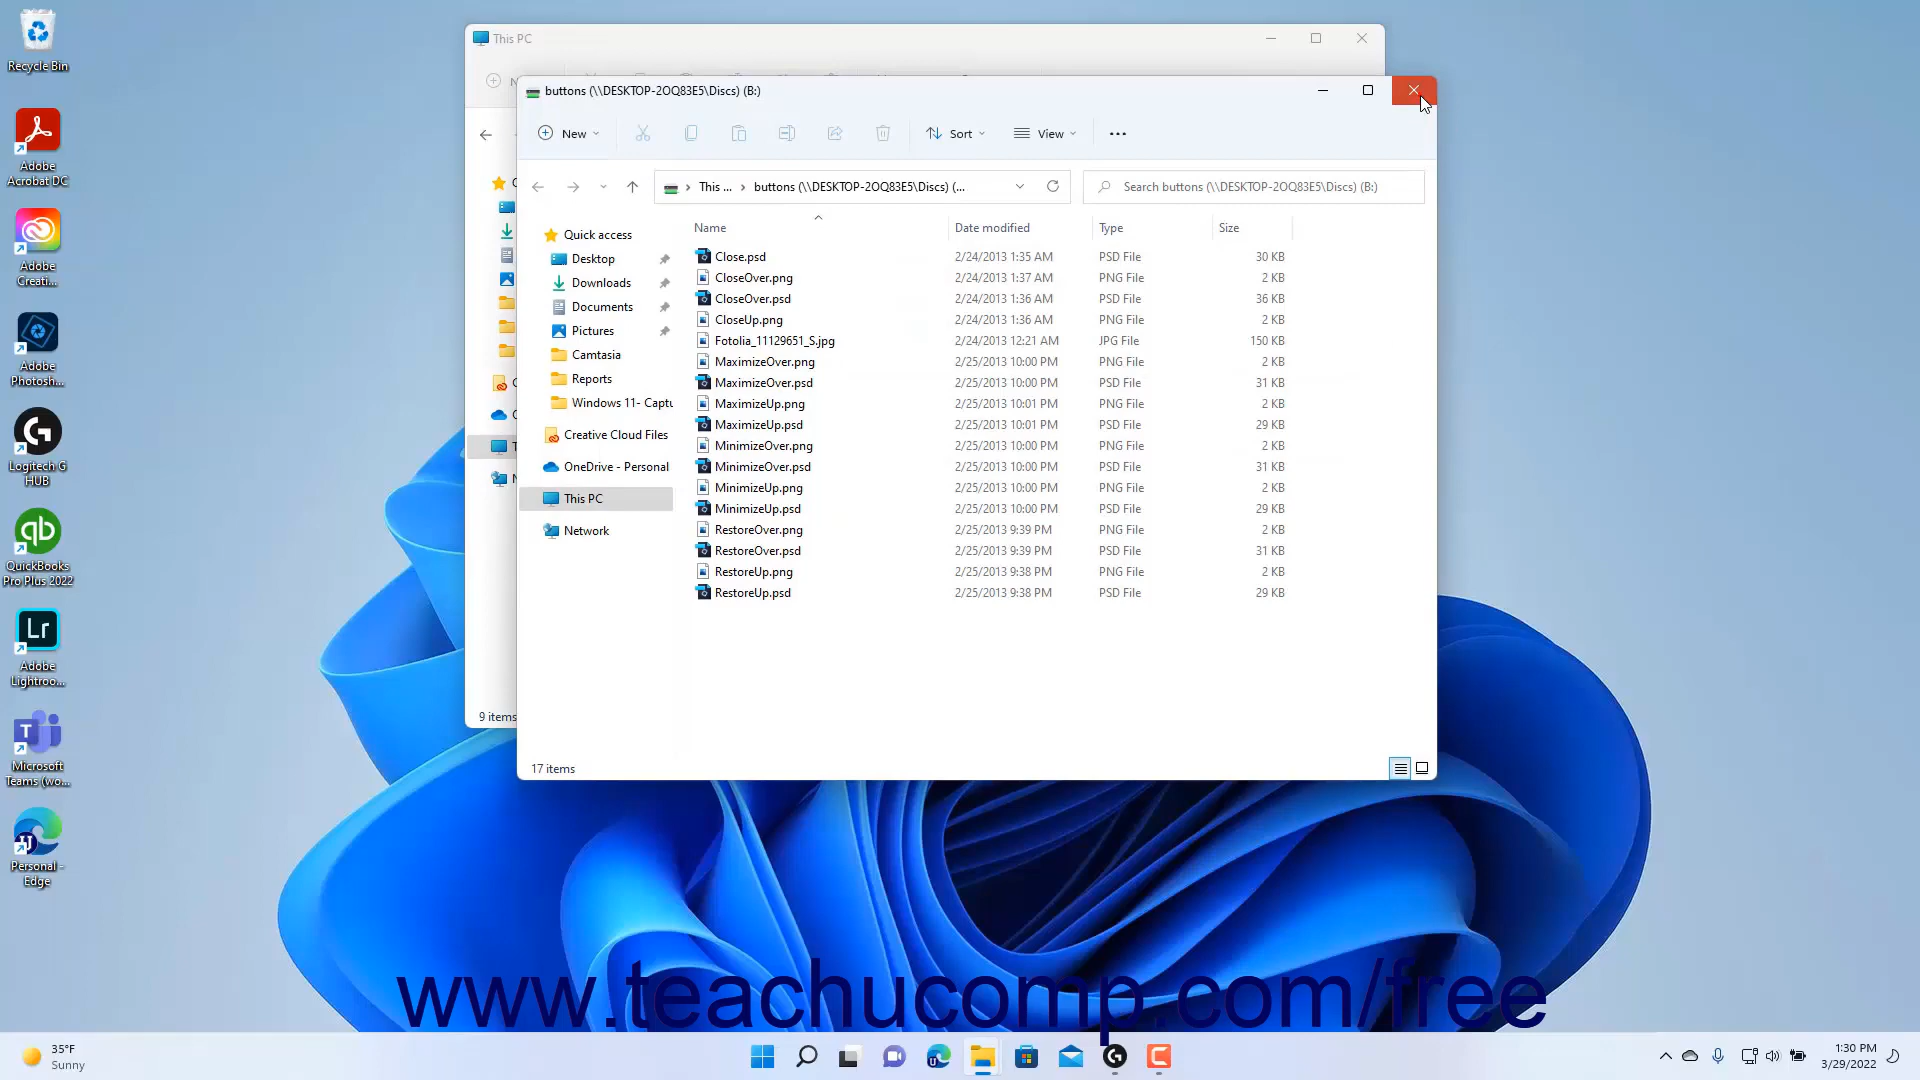 Recycle Bin
Adobe
Acrobat DC
Adobe
Creati...
Adobe
Photosh...
Logitech G
HUB
QuickBooks
Pro Plus 2022
Lr
Adobe
Lightroo...
Microsoft
Teams (wo...
Personal -
Edge
This PC
9 items
buttons (\\DESKTOP-2OQ83E5\Discs) (B:)
New
Sort
View
This ...
buttons (\\DESKTOP-2OQ83E5\Discs) (...
Search buttons (\\DESKTOP-2OQ83E5\Discs) (B:)
Quick access
Desktop
Downloads
Documents
Pictures
Camtasia
Reports
Windows 11- Captu
Creative Cloud Files
OneDrive - Personal
This PC
Network
Name Date modified Type Size
Close.psd 2/24/2013 1:35 AM PSD File 30 KB
CloseOver.png 2/24/2013 1:37 AM PNG File 2 KB
CloseOver.psd 2/24/2013 1:36 AM PSD File 36 KB
CloseUp.png 2/24/2013 1:36 AM PNG File 2 KB
Fotolia_11129651_S.jpg 2/24/2013 12:21 AM JPG File 150 KB
MaximizeOver.png 2/25/2013 10:00 PM PNG File 2 KB
MaximizeOver.psd 2/25/2013 10:00 PM PSD File 31 KB
MaximizeUp.png 2/25/2013 10:01 PM PNG File 2 KB
MaximizeUp.psd 2/25/2013 10:01 PM PSD File 29 KB
MinimizeOver.png 2/25/2013 10:00 PM PNG File 2 KB
MinimizeOver.psd 2/25/2013 10:00 PM PSD File 31 KB
MinimizeUp.png 2/25/2013 10:00 PM PNG File 2 KB
MinimizeUp.psd 2/25/2013 10:00 PM PSD File 29 KB
RestoreOver.png 2/25/2013 9:39 PM PNG File 2 KB
RestoreOver.psd 2/25/2013 9:39 PM PSD File 31 KB
RestoreUp.png 2/25/2013 9:38 PM PNG File 2 KB
RestoreUp.psd 2/25/2013 9:38 PM PSD File 29 KB
17 items
www.teachucomp.com/free
35°F
Sunny
1:30 PM
3/29/2022